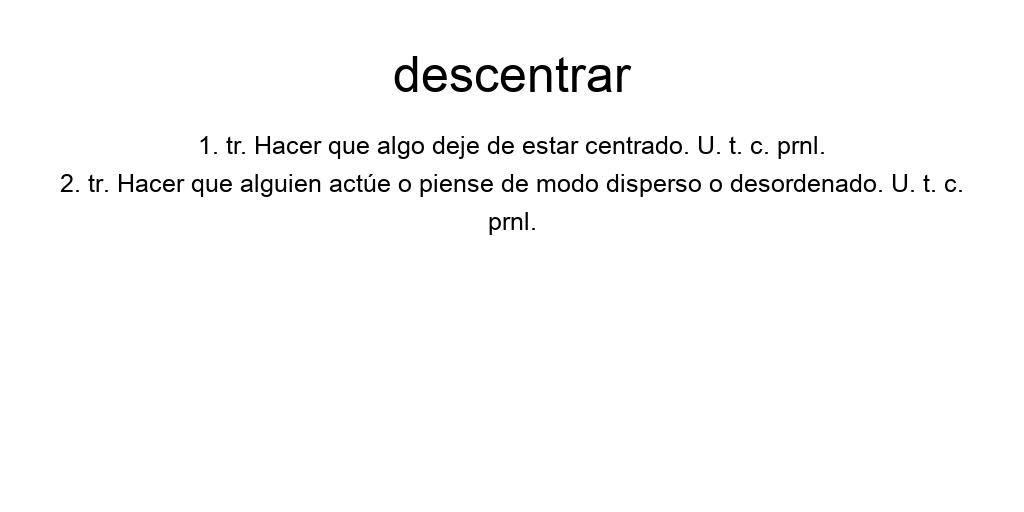 descentrar
1. tr. Hacer que algo deje de estar centrado. U. t. c. prnl.
2. tr. Hacer que alguien actúe o piense de modo disperso o desordenado. U. t. c.
prnl.